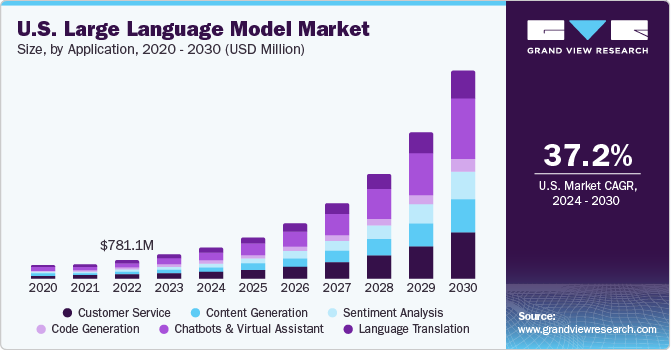 U.S. Large Language Model Market
Size, by Application, 2020 - 2030 (USD Million)
$781.1M
2020 2021 2022 2023 2024 2025 2026 2027 2028 2029 2030
Customer Service Content Generation Sentiment Analysis
Code Generation Chatbots & Virtual Assistant Language Translation
GRAND VIEW RESEARCH
37.2%
U.S. Market CAGR,
2024 - 2030
Source:
www.grandviewresearch.com